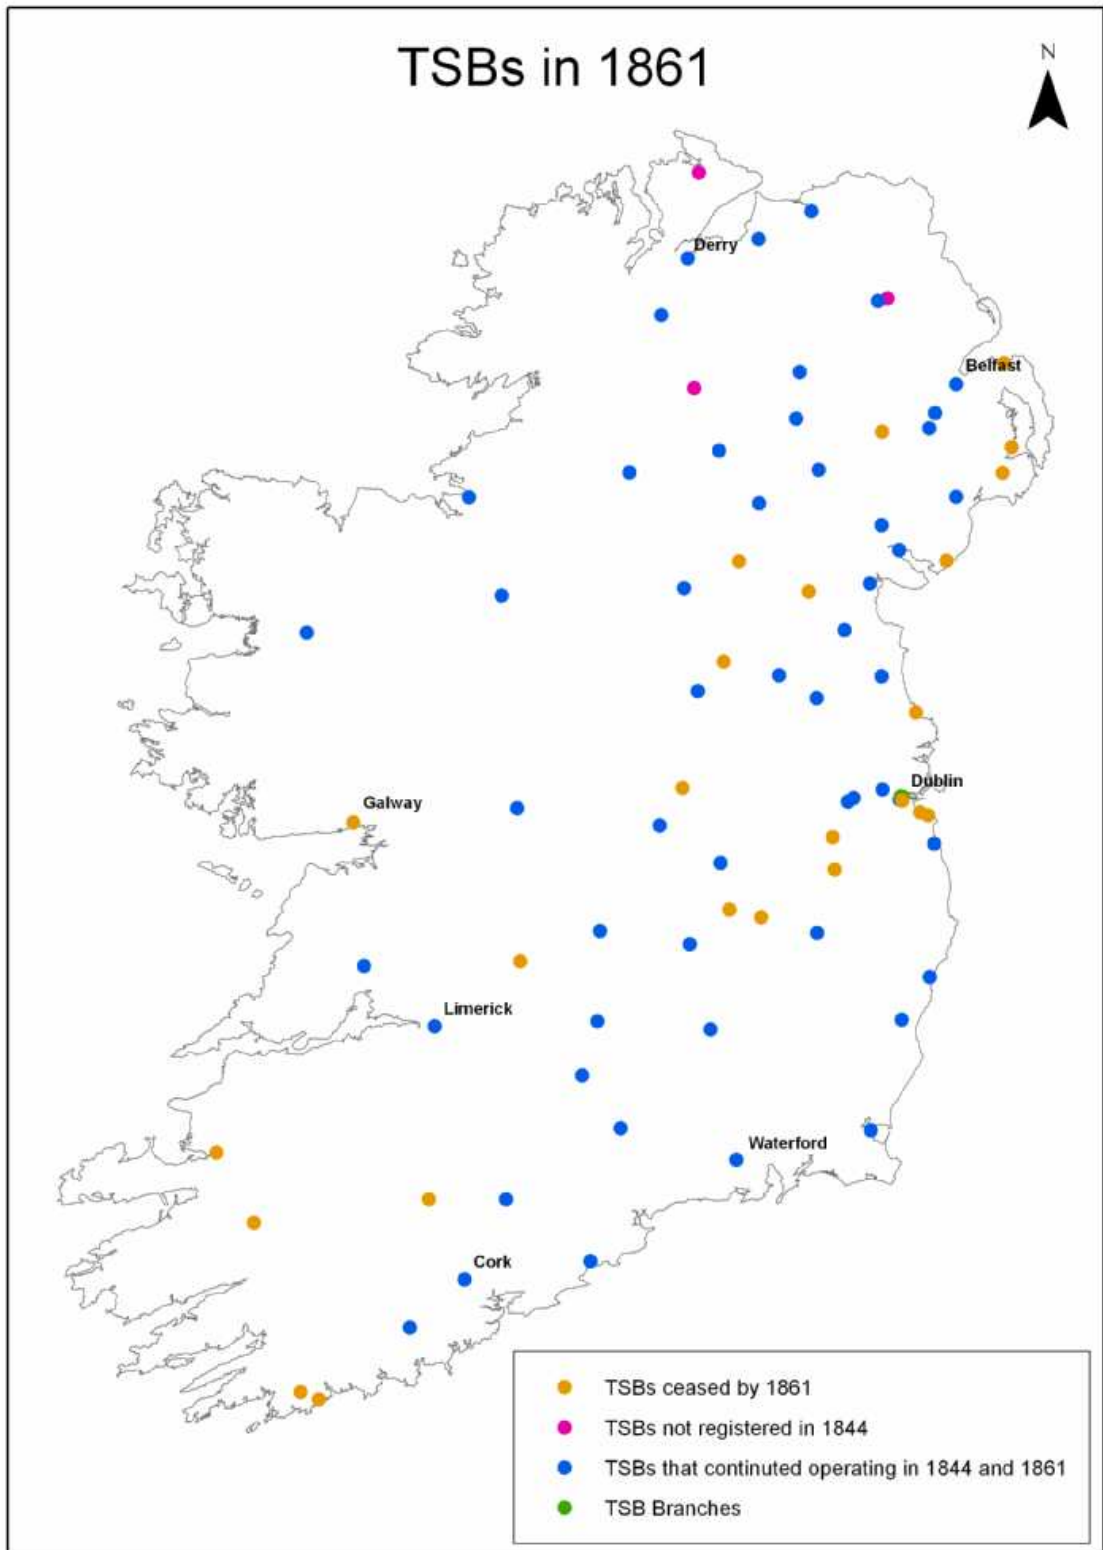 TSBs in 1861
N
Derry
Belfast
Dublin
Galway
Limerick
Waterford
Cork
TSBs ceased by 1861
TSBs not registered in 1844
TSBs that continuted operating in 1844 and 1861
TSB Branches